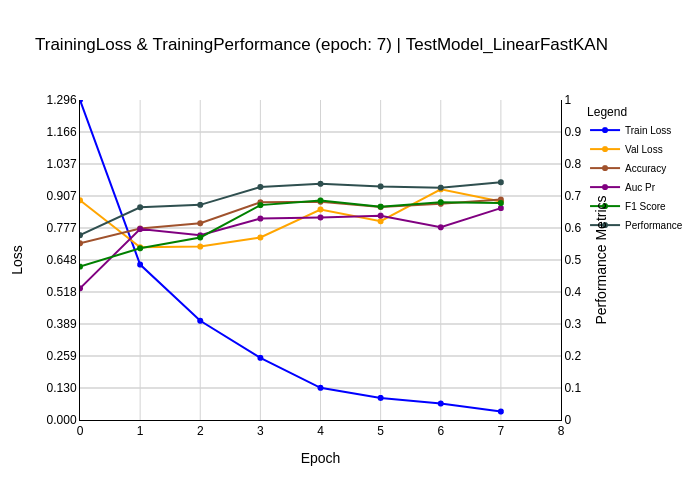 TrainingLoss & TrainingPerformance (epoch: 7) | TestModel_LinearFastKAN
1.296
1.166
1.037
0.907
0.777
0.648
0.518
0.389
0.259
0.130
0.000
Loss
0 1 2 3 4 5 6 7 8
Epoch
1
0.9
0.8
0.7
0.6
0.5
0.4
0.3
0.2
0.1
0
Performance Metrics
Legend
Train Loss
Val Loss
Accuracy
Auc Pr
F1 Score
Performance